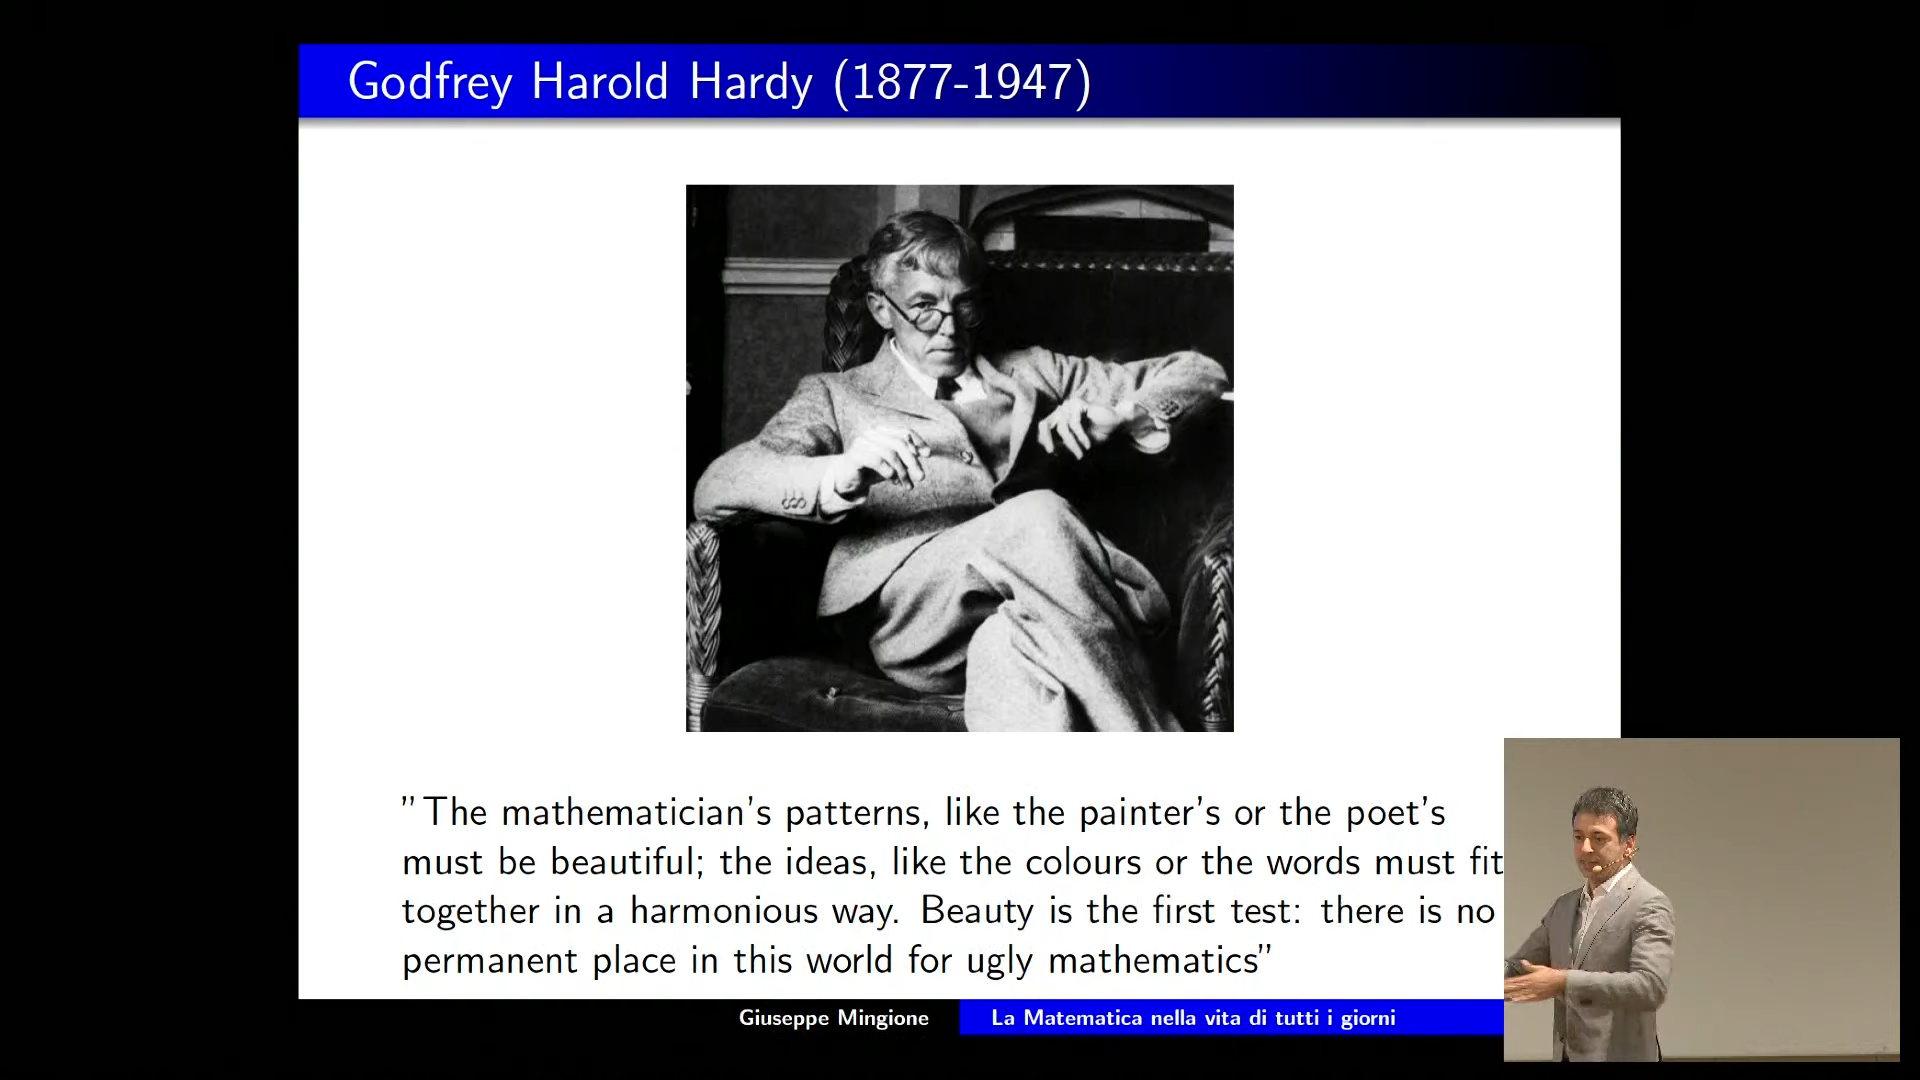 Godfrey Harold Hardy (1877-1947)
”The mathematician’s patterns, like the painter’s or the poet’s
must be beautiful; the ideas, like the colours or the words must fit
together in a harmonious way. Beauty is the first test: there is no
permanent place in this world for ugly mathematics”
Giuseppe Mingione
La Matematica nella vita di tutti i giorni